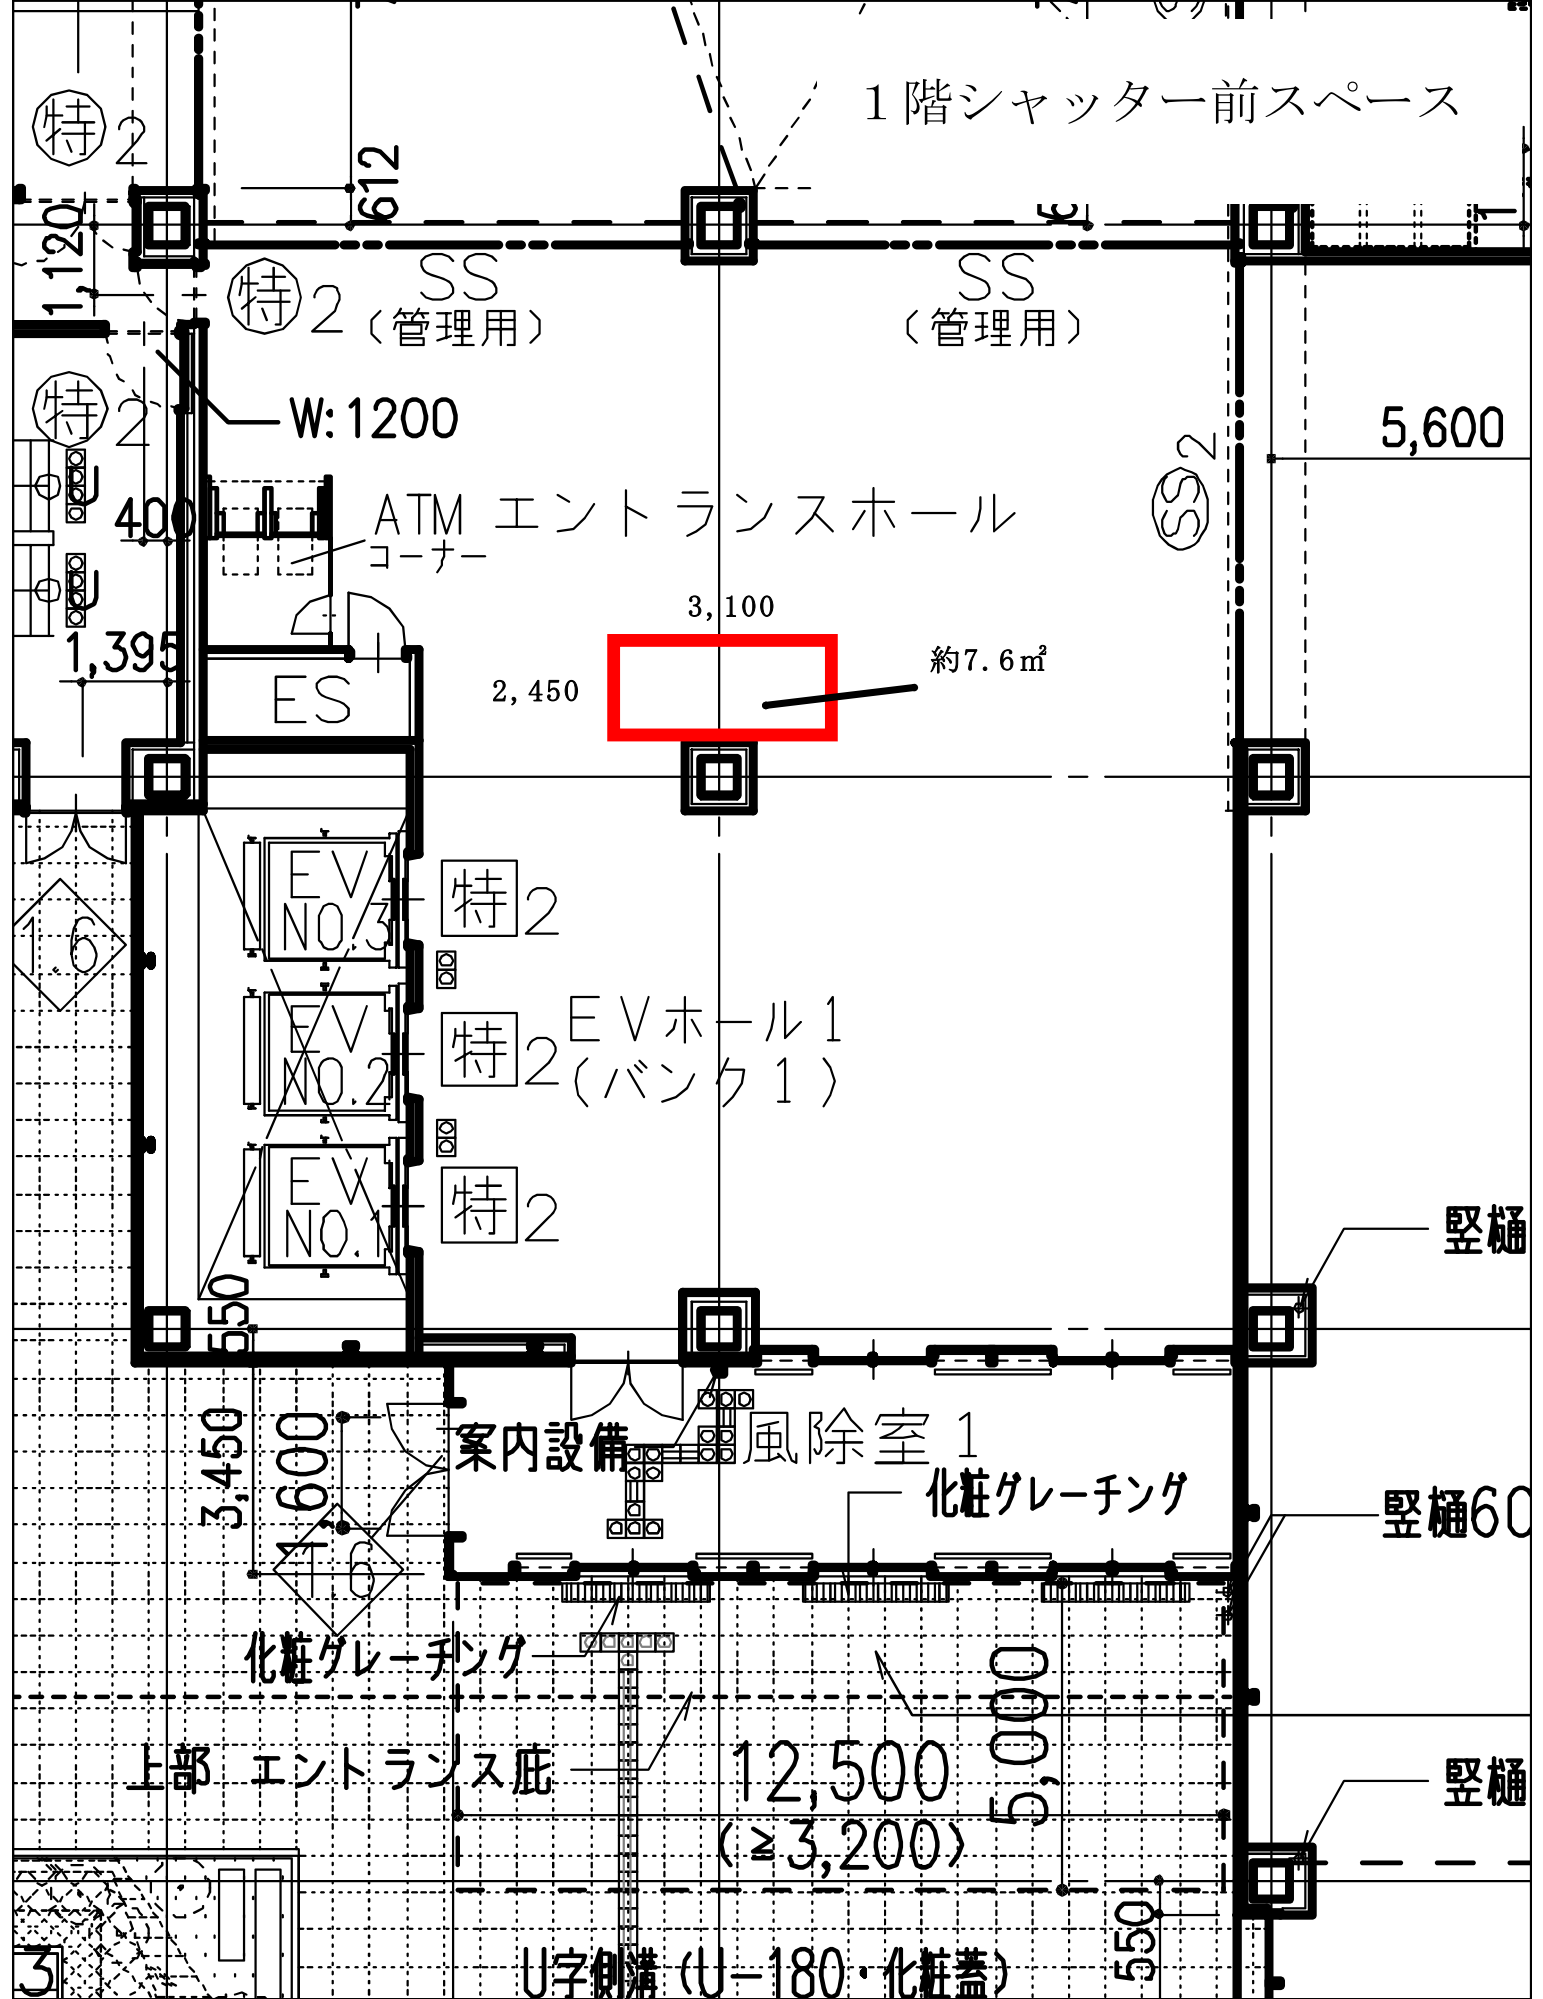 1階シャッター前スペース
特2
612
1,120
特2
SS
(管理用)
SS
(管理用)
特2
W:1200
5,600
SS2
400
ATM
コーナー
エントランスホール
3,100
1,395
約7.6㎡
2,450
ES
EV
NO.3
特2
16
EV
NO.2
特2
EVホール1
(バンク1)
EV
NO.1
特2
竪樋
550
3,450
1,600
案内設備
風除室1
化粧グレーチング
竪樋60
16
化粧グレーチング
5,000
上部 エントランス庇
12,500
(≧3,200)
竪樋
550
3
U字側溝(U-180・化粧蓋)